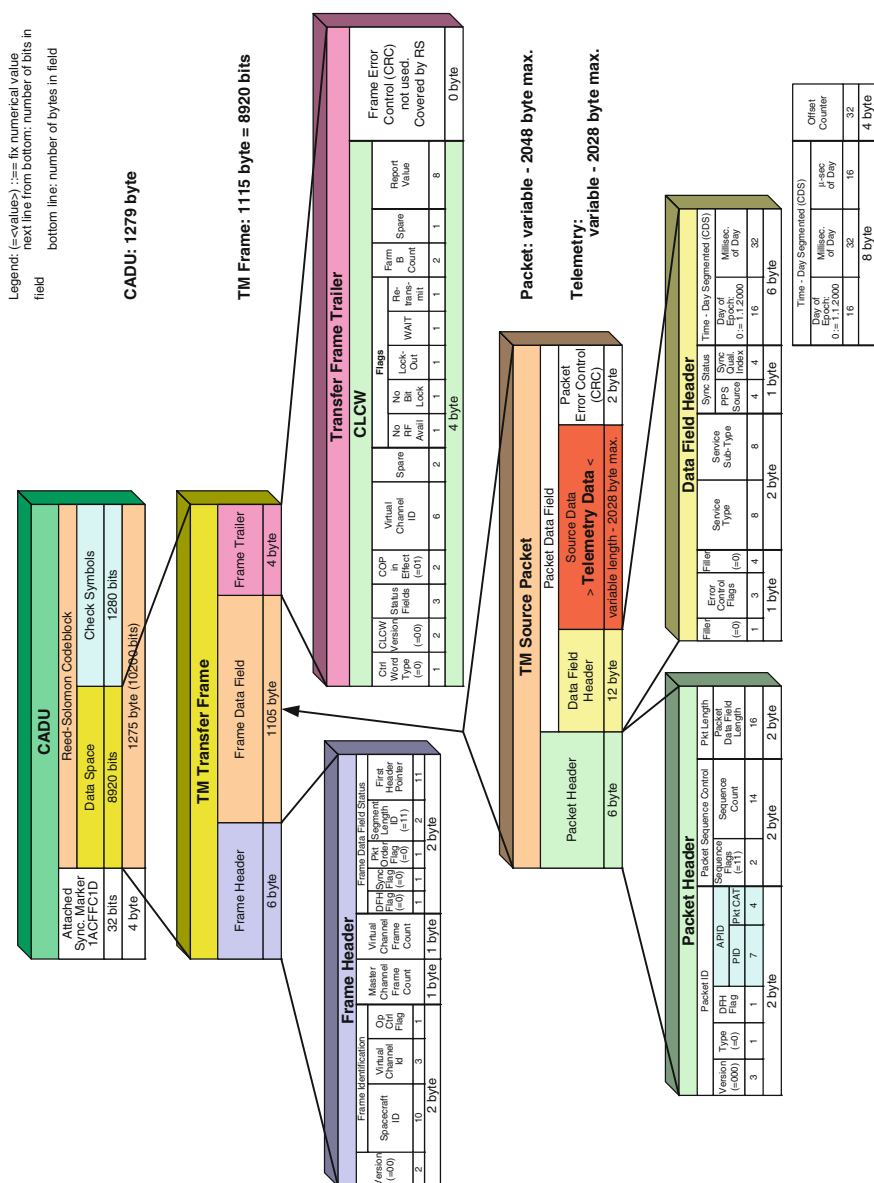 Legend: (=<value>) ::== fix numerical value
next line from bottom: number of bits in
field
bottom line: number of bytes in field
CADU: 1279 byte
TM Frame: 1115 byte = 8920 bits
Packet: variable - 2048 byte max.
Telemetry:
variable - 2028 byte max.
CADU
Attached
Sync. Marker
1ACFFC1D
Reed-Solomon Codeblock
Data Space
Check Symbols
32 bits
8920 bits
1280 bits
4 byte
1275 byte (10200 bits)
TM Transfer Frame
Frame Header
Frame Data Field
Frame Trailer
6 byte
1105 byte
4 byte
Transfer Frame Trailer
CLCW
Frame Error
Control (CRC)
not used.
Covered by RS
Ctrl
Word
Type
(=0)
CLCW
Version
(=00)
Status
Fields
COP
in
Effect
(=01)
Virtual
Channel
ID
Spare
Flags
No
RF
Avail
No
Bit
Lock
Lock-
Out
WAIT
Re-
trans-
mit
Farm
B
Count
Spare
Report
Value
1 2 3 2 6 2 1 1 1 1 1 2 1 8
4 byte
0 byte
Frame Header
Frame Identification
Master
Channel
Frame
Count
Virtual
Channel
Frame
Count
Frame Data Field Status
Version
(=00)
Spacecraft
ID
Virtual
Channel
Id
Op
Ctrl
Flag
DFH
Flag
(=0)
Sync
Flag
(=0)
Pkt
Order
Flag
(=0)
Segment
Length
ID
(=11)
First
Header
Pointer
2 10 3 1 1 1 1 2 11
2 byte
1 byte
1 byte
2 byte
TM Source Packet
Packet Header
Packet Data Field
Data Field
Header
Source Data
> Telemetry Data <
Packet
Error Control
(CRC)
6 byte
12 byte
variable length - 2028 byte max.
2 byte
Packet Header
Packet ID
Packet Sequence Control
Pkt Length
Version
(=000)
Type
(=0)
DFH
Flag
APID
PID
Pkt CAT
Sequence
Flags
(=11)
Sequence
Count
Packet
Data Field
Length
3 1 1 7 4 2 14 16
2 byte
2 byte
2 byte
Data Field Header
Filler
(=0)
Error
Control
Flags
Filler
(=0)
Service
Type
Service
Sub-Type
Sync Status
PPS
Source
Sync
Qual.
Index
Time - Day Segmented (CDS)
Day of
Epoch:
0 := 1.1.2000
Millisec.
of Day
1 3 4 8 8 4 4 16 32
1 byte
2 byte
1 byte
6 byte
Time - Day Segmented (CDS)
Day of
Epoch:
0 := 1.1.2000
Millisec.
of Day
µ-sec
of Day
Offset
Counter
16 32 16 32
8 byte
4 byte